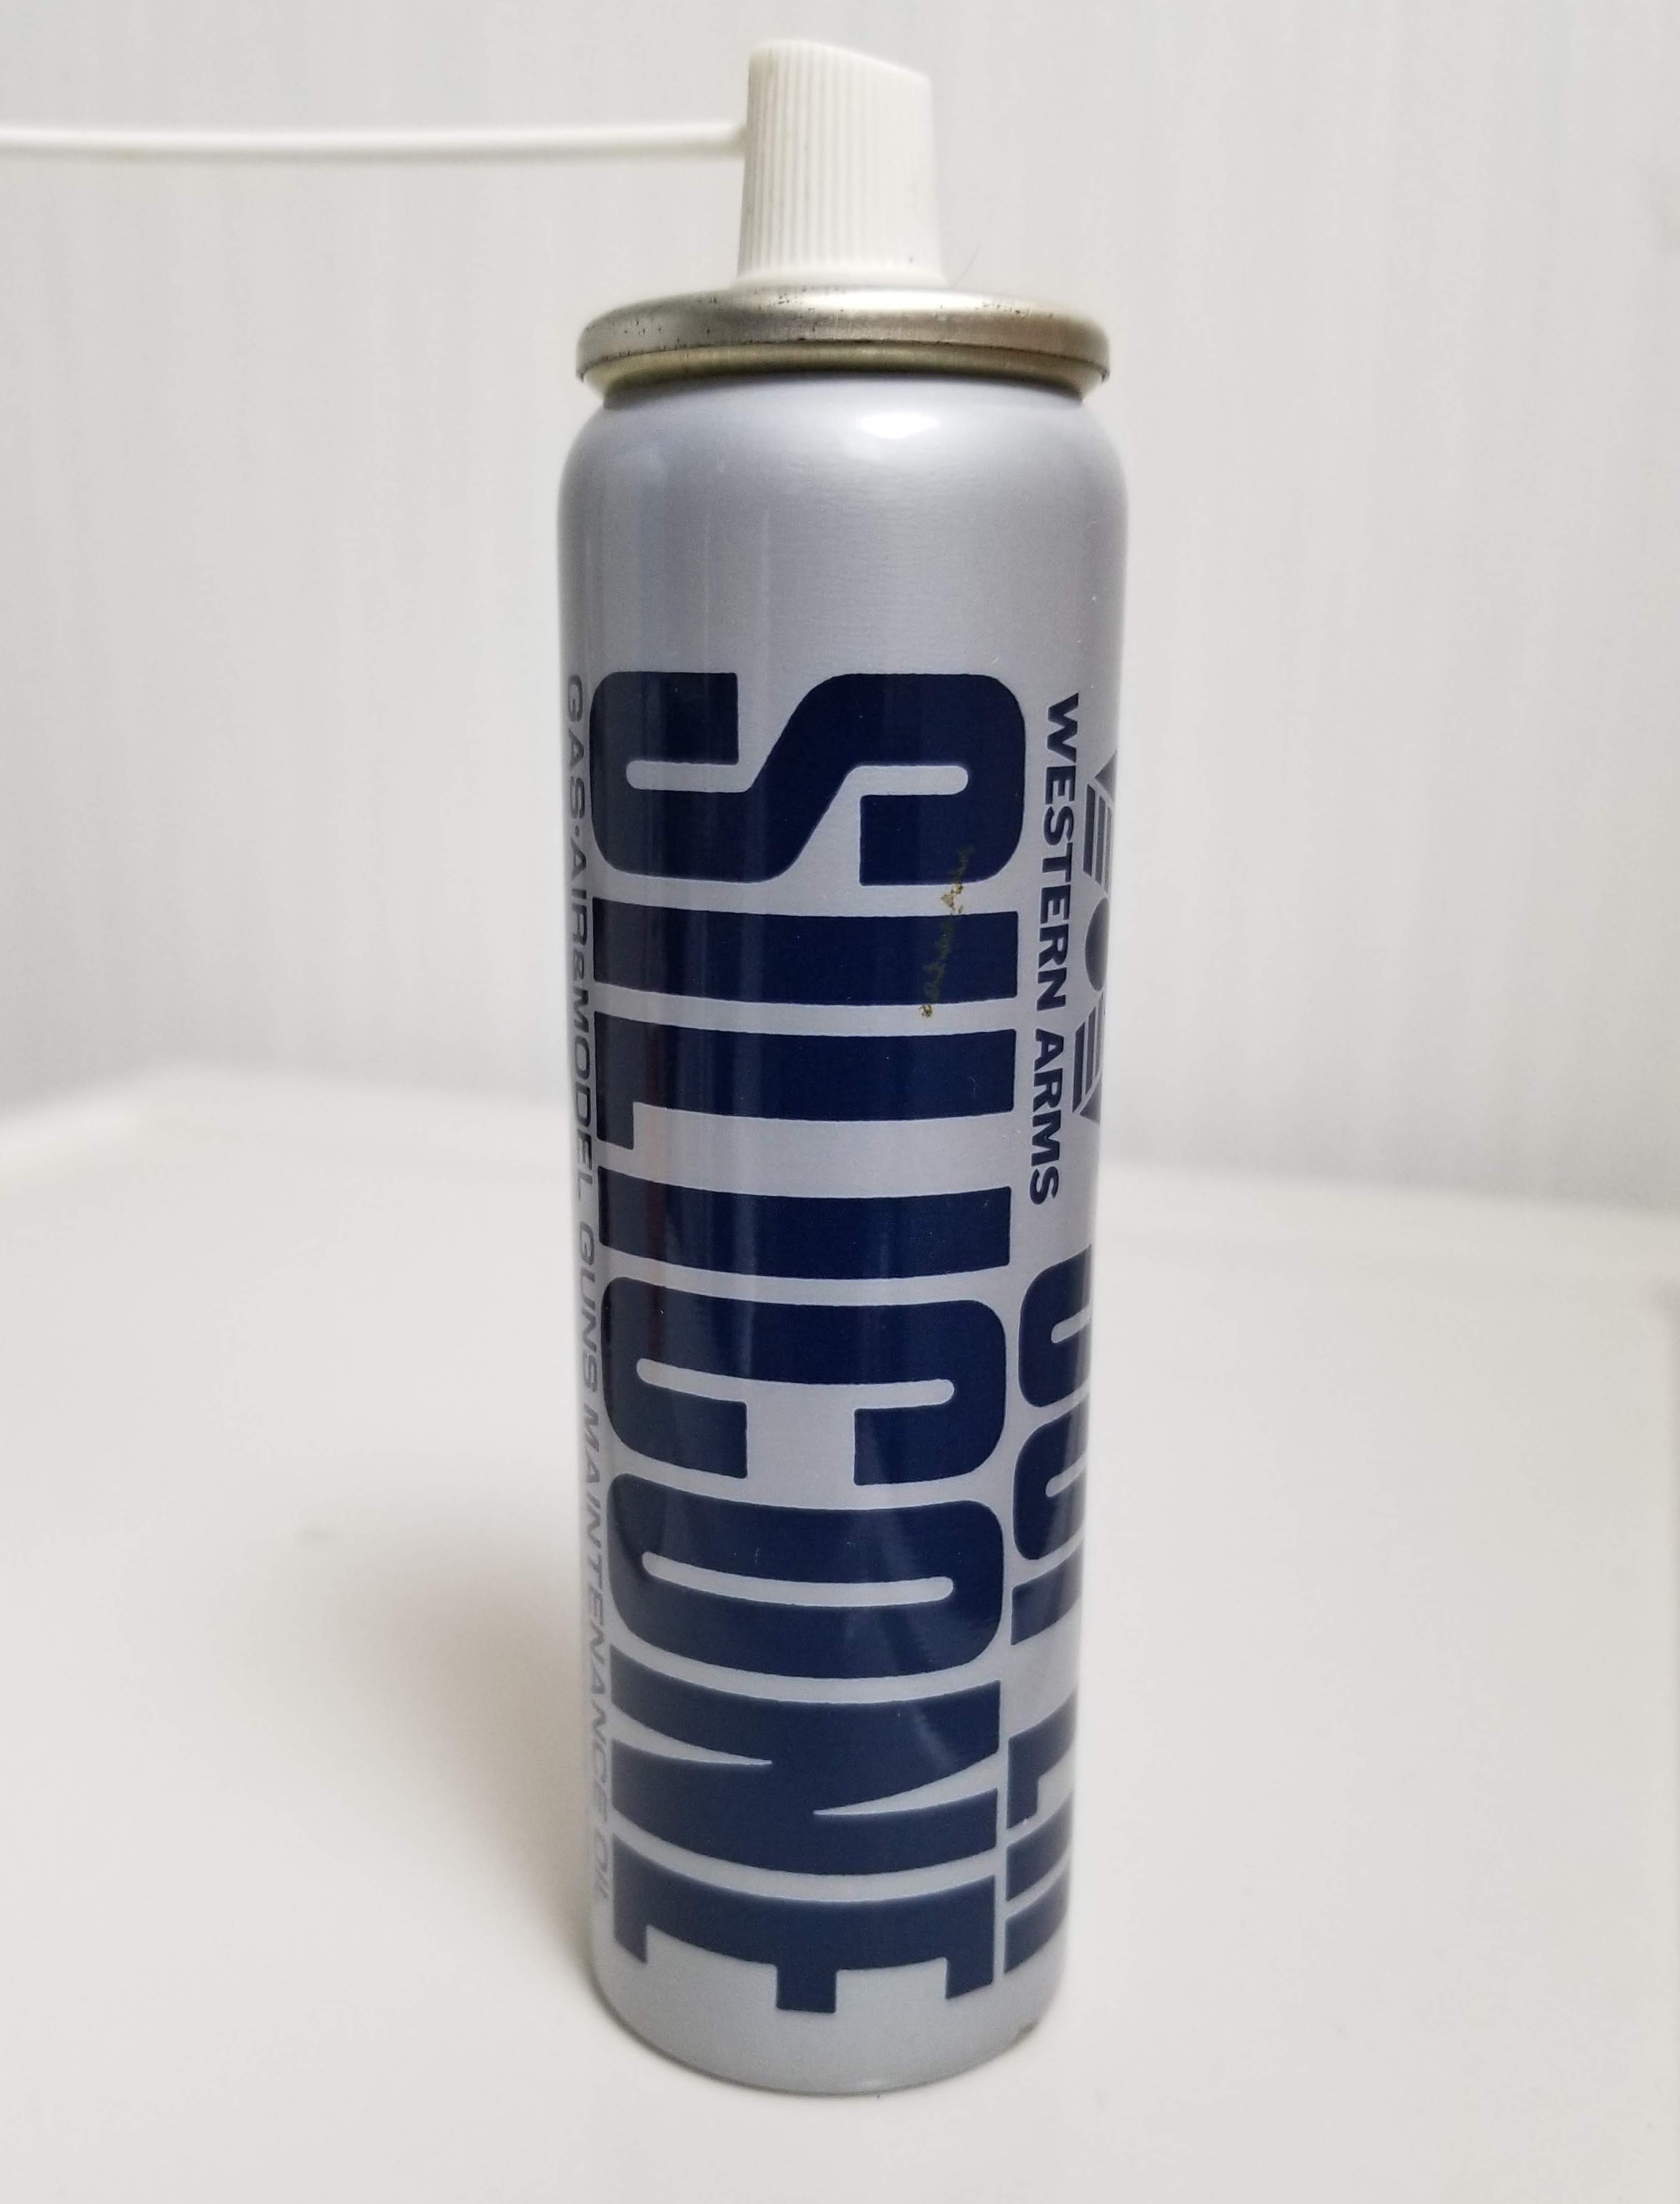 WESTERN ARMS
SILICONE
GAS·AIR&MODEL GUNS MAINTENANCE OIL